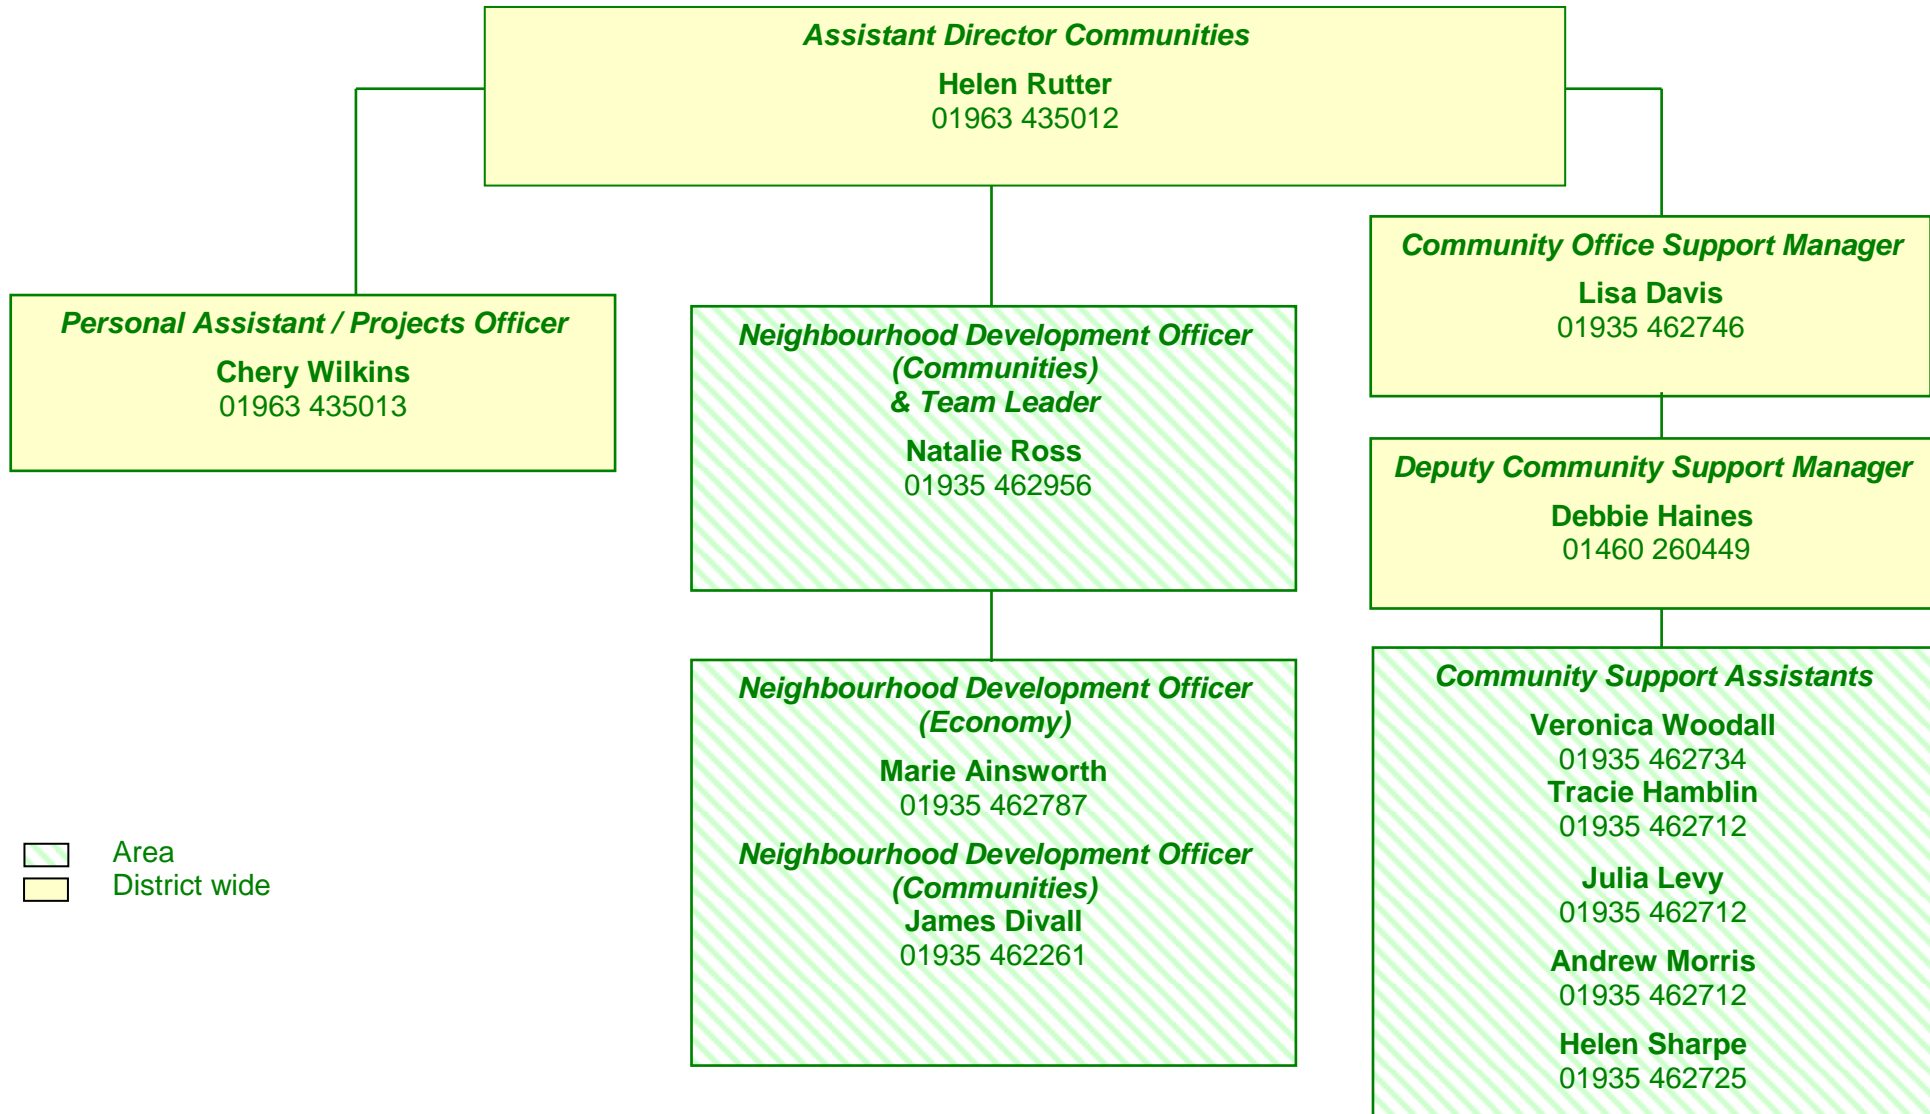 Assistant Director Communities
Helen Rutter
01963 435012
Personal Assistant / Projects Officer
Chery Wilkins
01963 435013
Neighbourhood Development Officer
(Communities)
& Team Leader
Natalie Ross
01935 462956
Neighbourhood Development Officer
(Economy)
Marie Ainsworth
01935 462787
Neighbourhood Development Officer
(Communities)
James Divall
01935 462261
Community Office Support Manager
Lisa Davis
01935 462746
Deputy Community Support Manager
Debbie Haines
01460 260449
Community Support Assistants
Veronica Woodall
01935 462734
Tracie Hamblin
01935 462712
Julia Levy
01935 462712
Andrew Morris
01935 462712
Helen Sharpe
01935 462725
Area
District wide